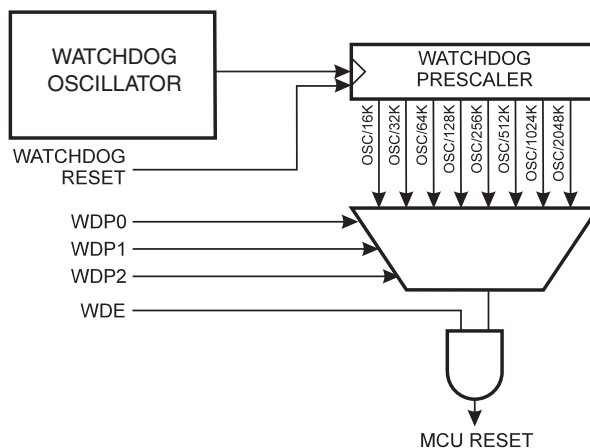 WATCHDOG
OSCILLATOR
WATCHDOG
PRESCALER
WATCHDOG
RESET
OSC/16K
OSC/32K
OSC/64K
OSC/128K
OSC/256K
OSC/512K
OSC/1024K
OSC/2048K
WDP0
WDP1
WDP2
WDE
MCU RESET